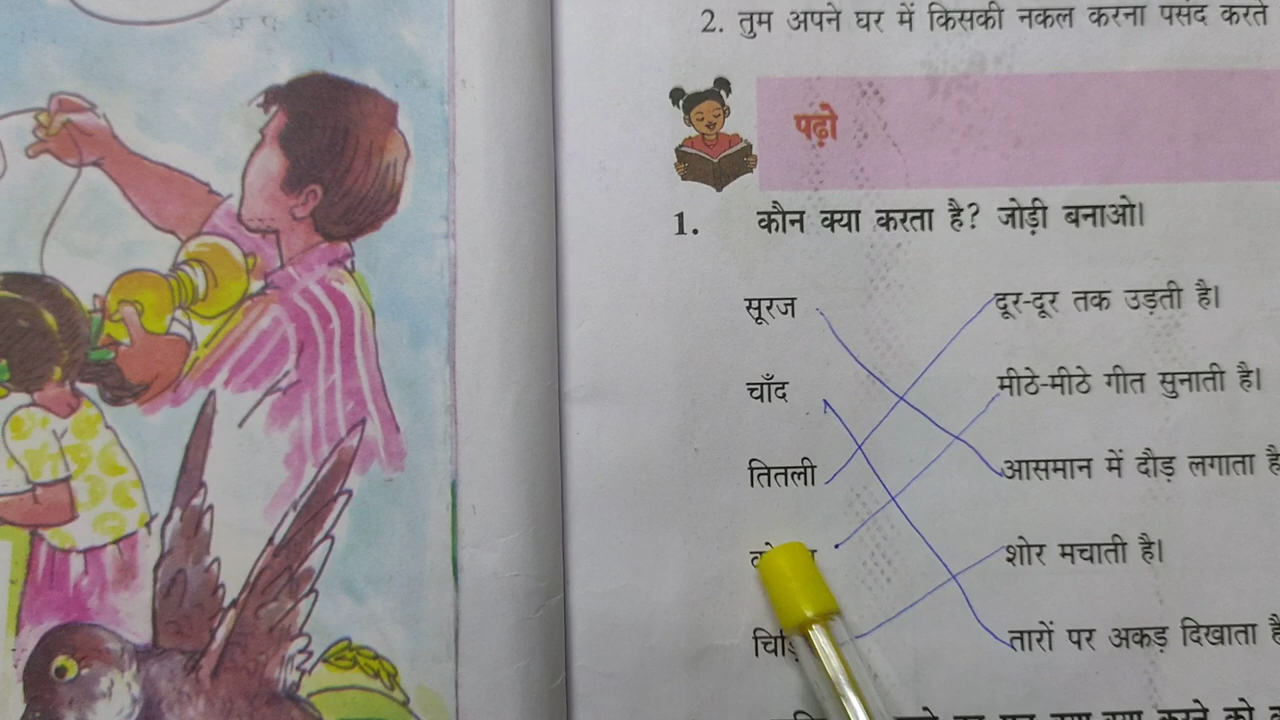 2. तुम अपने घर में किसकी नकल करना पसंद करते
पढ़ो
1. कौन क्या करता है? जोड़ी बनाओ।
सूरज दूर-दूर तक उड़ती है।
चाँद मीठे-मीठे गीत सुनाती है।
तितली आसमान में दौड़ लगाता है
शोर मचाती है।
तारों पर अकड़ दिखाता है